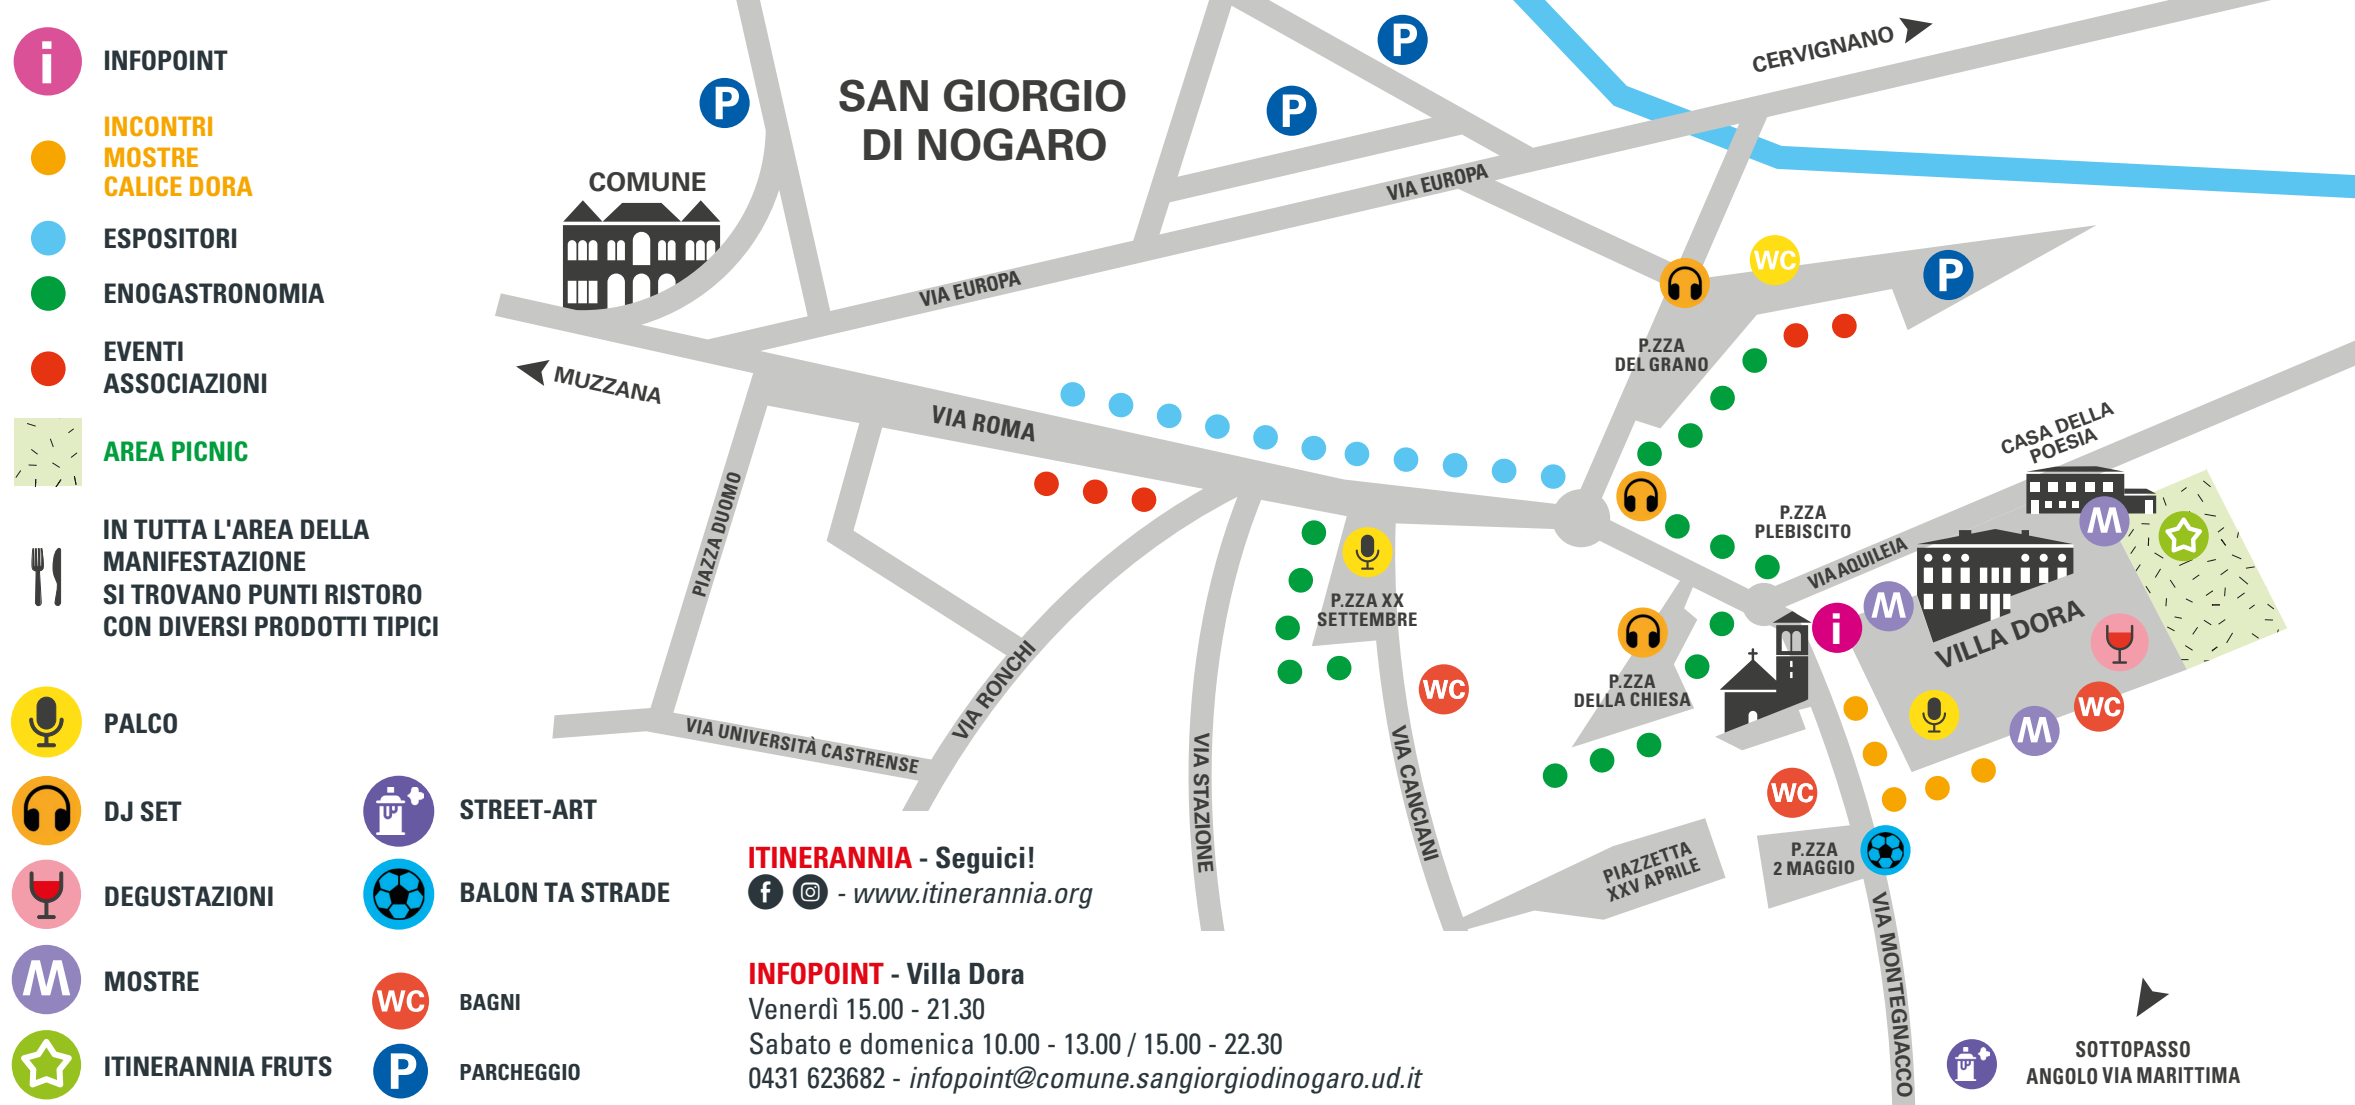 i
INFOPOINT
INCONTRI
MOSTRE
CALICE DORA
ESPOSITORI
ENOGASTRONOMIA
EVENTI
ASSOCIAZIONI
AREA PICNIC
IN TUTTA L'AREA DELLA
MANIFESTAZIONE
SI TROVANO PUNTI RISTORO
CON DIVERSI PRODOTTI TIPICI
PALCO
DJ SET
DEGUSTAZIONI
M
MOSTRE
ITINERANNIA FRUTS
STREET-ART
BALON TA STRADE
WC
BAGNI
P
PARCHEGGIO
SAN GIORGIO
DI NOGARO
P
P
P
COMUNE
CERVIGNANO
VIA EUROPA
VIA EUROPA
MUZZANA
VIA ROMA
WC
P
P.ZZA
DEL GRANO
PIAZZA DUOMO
P.ZZA XX
SETTEMBRE
P.ZZA
PLEBISCITO
VIA AQUILEIA
CASA DELLA
POESIA
M
M
i
VILLA DORA
VIA RONCHI
VIA UNIVERSITÀ CASTRENSE
VIA STAZIONE
VIA CANCIANI
WC
P.ZZA
DELLA CHIESA
M
WC
WC
PIAZZETTA
XXV APRILE
P.ZZA
2 MAGGIO
VIA MONTEGNACCO
SOTTOPASSO
ANGOLO VIA MARITTIMA
ITINERANNIA - Seguici!
f - www.itinerannia.org
INFOPOINT - Villa Dora
Venerdì 15.00 - 21.30
Sabato e domenica 10.00 - 13.00 / 15.00 - 22.30
0431 623682 - infopoint@comune.sangiorgiodinogaro.ud.it